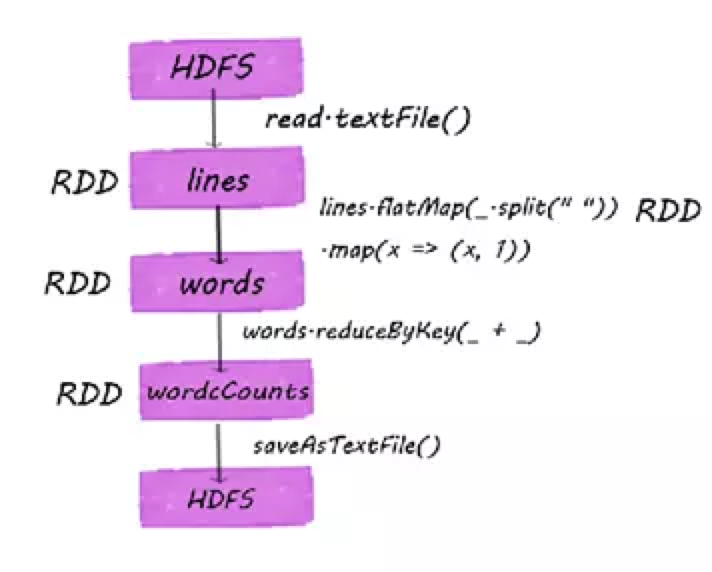 HDFS
read.textFile()
RDD lines
lines.flatMap(_.split(" ")) RDD
.map(x => (x, 1))
RDD words
words.reduceByKey(_ + _)
RDD wordcCounts
saveAsTextFile()
HDFS